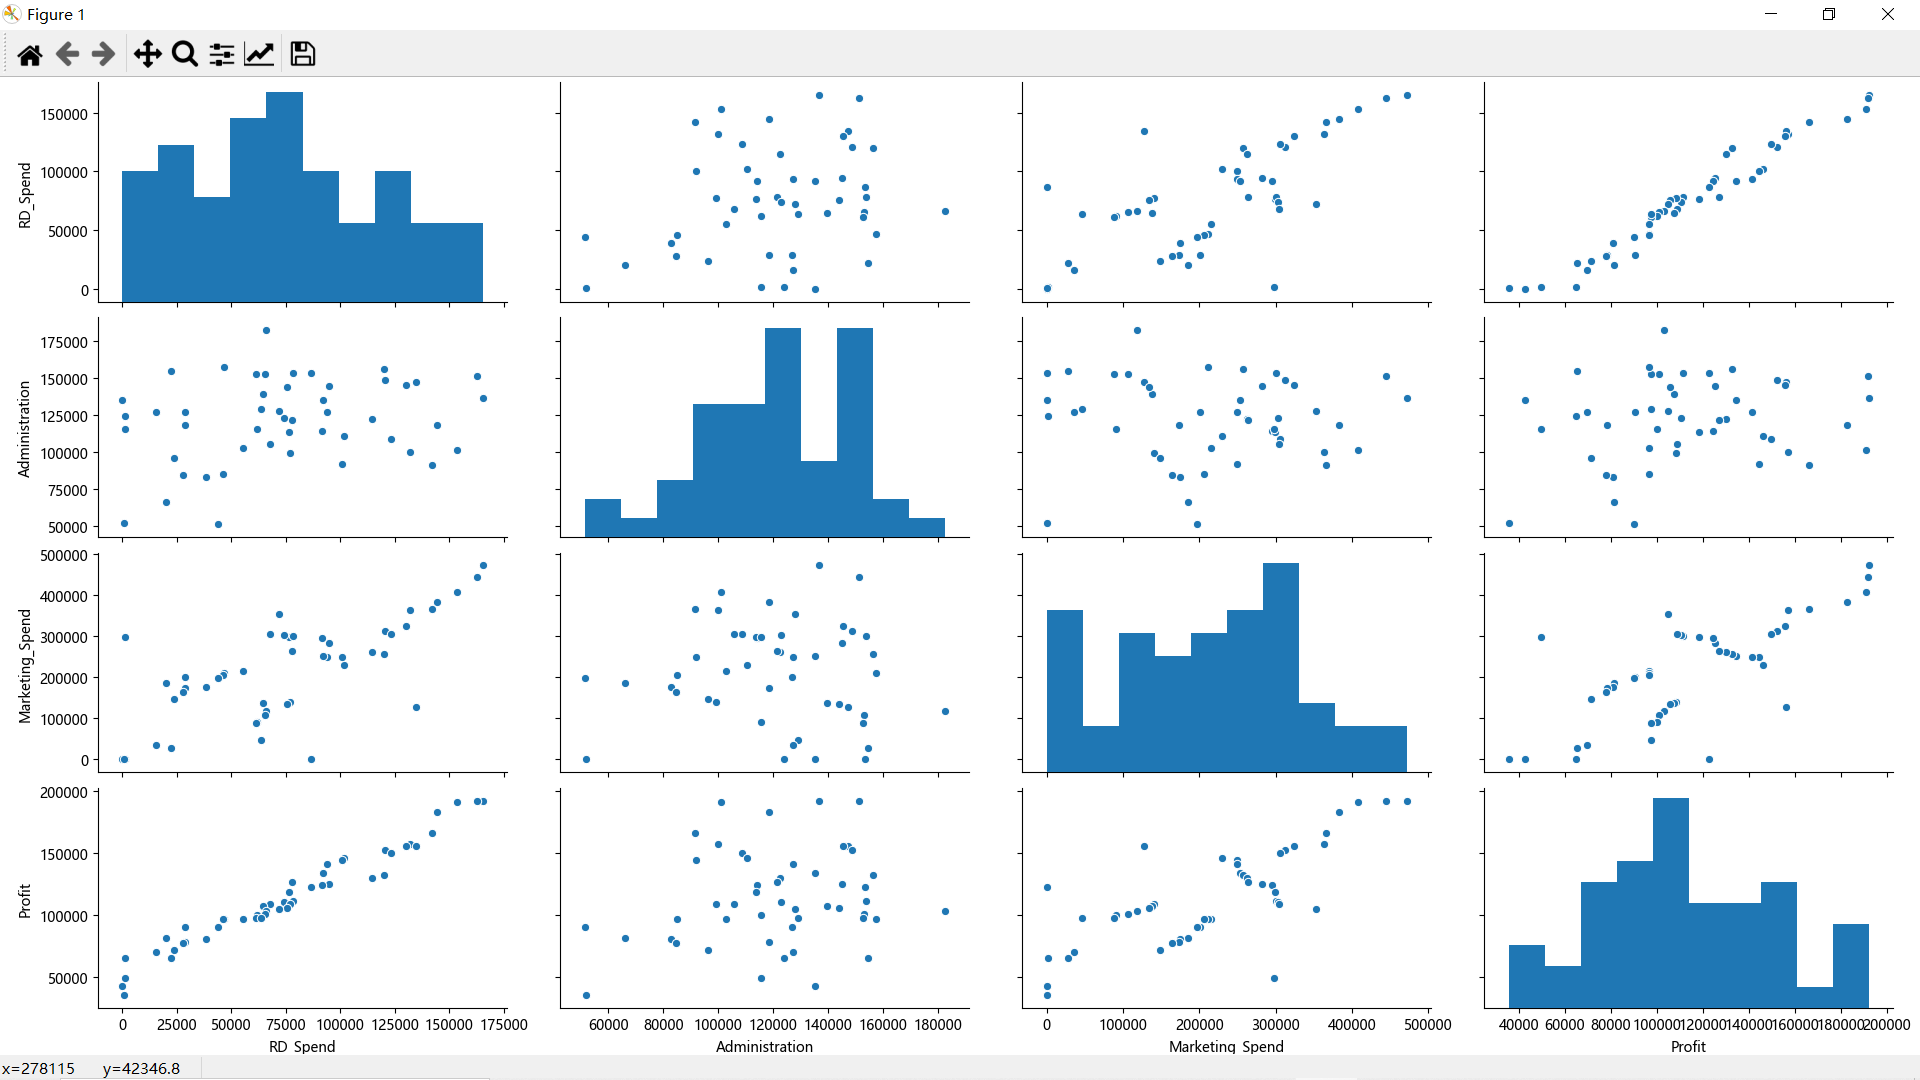 Figure 1
150000
100000
50000
0
RD_Spend
175000
150000
125000
100000
75000
50000
Administration
500000
400000
300000
200000
100000
0
Marketing_Spend
200000
150000
100000
50000
Profit
0 25000 50000 75000 100000 125000 150000 175000
60000 80000 100000 120000 140000 160000 180000
0 100000 200000 300000 400000 500000
40000 60000 80000 100000 120000 140000 160000 180000 200000
RD_Spend
Administration
Marketing_Spend
Profit
x=278115 y=42346.8